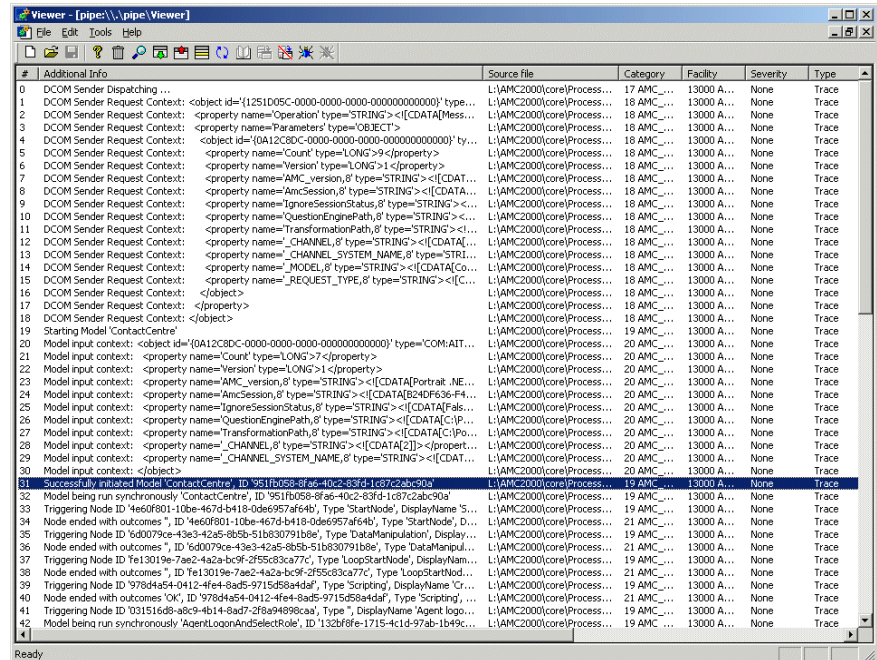 Viewer - [pipe:\\.\pipe\Viewer]
File Edit Tools Help
# Additional Info Source file Category Facility Severity Type
0 DCOM Sender Dispatching ... L:\AMC2000\core\Process... 17 AMC_... 13000 A... None Trace
1 DCOM Sender Request Context: <object id='{1251D05C-0000-0000-0000-000000000000}' type... L:\AMC2000\core\Process... 18 AMC_... 13000 A... None Trace
2 DCOM Sender Request Context: <property name='Operation' type='STRING'><![CDATA[Mess... L:\AMC2000\core\Process... 18 AMC_... 13000 A... None Trace
3 DCOM Sender Request Context: <property name='Parameters' type='OBJECT'> L:\AMC2000\core\Process... 18 AMC_... 13000 A... None Trace
4 DCOM Sender Request Context: <object id='{0A12C8DC-0000-0000-0000-000000000000}' ty... L:\AMC2000\core\Process... 18 AMC_... 13000 A... None Trace
5 DCOM Sender Request Context: <property name='Count' type='LONG'>9</property> L:\AMC2000\core\Process... 18 AMC_... 13000 A... None Trace
6 DCOM Sender Request Context: <property name='Version' type='LONG'>1</property> L:\AMC2000\core\Process... 18 AMC_... 13000 A... None Trace
7 DCOM Sender Request Context: <property name='AMC_version,8' type='STRING'><![CDAT... L:\AMC2000\core\Process... 18 AMC_... 13000 A... None Trace
8 DCOM Sender Request Context: <property name='AmcSession,8' type='STRING'><![CDATA... L:\AMC2000\core\Process... 18 AMC_... 13000 A... None Trace
9 DCOM Sender Request Context: <property name='IgnoreSessionStatus,8' type='STRING'><... L:\AMC2000\core\Process... 18 AMC_... 13000 A... None Trace
10 DCOM Sender Request Context: <property name='QuestionEnginePath,8' type='STRING'><... L:\AMC2000\core\Process... 18 AMC_... 13000 A... None Trace
11 DCOM Sender Request Context: <property name='TransformationPath,8' type='STRING'><!... L:\AMC2000\core\Process... 18 AMC_... 13000 A... None Trace
12 DCOM Sender Request Context: <property name='_CHANNEL,8' type='STRING'><![CDATA[... L:\AMC2000\core\Process... 18 AMC_... 13000 A... None Trace
13 DCOM Sender Request Context: <property name='_CHANNEL_SYSTEM_NAME,8' type='STRI... L:\AMC2000\core\Process... 18 AMC_... 13000 A... None Trace
14 DCOM Sender Request Context: <property name='_MODEL,8' type='STRING'><![CDATA[Co... L:\AMC2000\core\Process... 18 AMC_... 13000 A... None Trace
15 DCOM Sender Request Context: <property name='_REQUEST_TYPE,8' type='STRING'><![C... L:\AMC2000\core\Process... 18 AMC_... 13000 A... None Trace
16 DCOM Sender Request Context: </object> L:\AMC2000\core\Process... 18 AMC_... 13000 A... None Trace
17 DCOM Sender Request Context: </property> L:\AMC2000\core\Process... 18 AMC_... 13000 A... None Trace
18 DCOM Sender Request Context: </object> L:\AMC2000\core\Process... 18 AMC_... 13000 A... None Trace
19 Starting Model 'ContactCentre' L:\AMC2000\core\Process... 19 AMC_... 13000 A... None Trace
20 Model input context: <object id='{0A12C8DC-0000-0000-0000-000000000000}' type='COM:AIT... L:\AMC2000\core\Process... 20 AMC_... 13000 A... None Trace
21 Model input context: <property name='Count' type='LONG'>7</property> L:\AMC2000\core\Process... 20 AMC_... 13000 A... None Trace
22 Model input context: <property name='Version' type='LONG'>1</property> L:\AMC2000\core\Process... 20 AMC_... 13000 A... None Trace
23 Model input context: <property name='AMC_version,8' type='STRING'><![CDATA[Portrait .NE... L:\AMC2000\core\Process... 20 AMC_... 13000 A... None Trace
24 Model input context: <property name='AmcSession,8' type='STRING'><![CDATA[B24DF636-F4... L:\AMC2000\core\Process... 20 AMC_... 13000 A... None Trace
25 Model input context: <property name='IgnoreSessionStatus,8' type='STRING'><![CDATA[Fals... L:\AMC2000\core\Process... 20 AMC_... 13000 A... None Trace
26 Model input context: <property name='QuestionEnginePath,8' type='STRING'><![CDATA[C:\P... L:\AMC2000\core\Process... 20 AMC_... 13000 A... None Trace
27 Model input context: <property name='TransformationPath,8' type='STRING'><![CDATA[C:\Po... L:\AMC2000\core\Process... 20 AMC_... 13000 A... None Trace
28 Model input context: <property name='_CHANNEL,8' type='STRING'><![CDATA[2]]></propert... L:\AMC2000\core\Process... 20 AMC_... 13000 A... None Trace
29 Model input context: <property name='_CHANNEL_SYSTEM_NAME,8' type='STRING'><![CDAT... L:\AMC2000\core\Process... 20 AMC_... 13000 A... None Trace
30 Model input context: </object> L:\AMC2000\core\Process... 20 AMC_... 13000 A... None Trace
31 Successfully initiated Model 'ContactCentre', ID '951fb058-8fa6-40c2-83fd-1c87c2abc90a' L:\AMC2000\core\Process... 19 AMC_... 13000 A... None Trace
32 Model being run synchronously 'ContactCentre', ID '951fb058-8fa6-40c2-83fd-1c87c2abc90a' L:\AMC2000\core\Process... 19 AMC_... 13000 A... None Trace
33 Triggering Node ID '4e60f801-10be-467d-b418-0de6957af64b', Type 'StartNode', DisplayName 'S... L:\AMC2000\core\Process... 19 AMC_... 13000 A... None Trace
34 Node ended with outcomes '', ID '4e60f801-10be-467d-b418-0de6957af64b', Type 'StartNode', D... L:\AMC2000\core\Process... 21 AMC_... 13000 A... None Trace
35 Triggering Node ID '6d0079ce-43e3-42a5-8b5b-51b830791b8e', Type 'DataManipulation', Display... L:\AMC2000\core\Process... 19 AMC_... 13000 A... None Trace
36 Node ended with outcomes '', ID '6d0079ce-43e3-42a5-8b5b-51b830791b8e', Type 'DataManipul... L:\AMC2000\core\Process... 21 AMC_... 13000 A... None Trace
37 Triggering Node ID 'fe13019e-7ae2-4a2a-bc9f-2f55c83ca77c', Type 'LoopStartNode', DisplayNam... L:\AMC2000\core\Process... 19 AMC_... 13000 A... None Trace
38 Node ended with outcomes '', ID 'fe13019e-7ae2-4a2a-bc9f-2f55c83ca77c', Type 'LoopStartNod... L:\AMC2000\core\Process... 21 AMC_... 13000 A... None Trace
39 Triggering Node ID '978d4a54-0412-4fe4-8ad5-9715d58a4daf', Type 'Scripting', DisplayName 'Cr... L:\AMC2000\core\Process... 19 AMC_... 13000 A... None Trace
40 Node ended with outcomes 'OK', ID '978d4a54-0412-4fe4-8ad5-9715d58a4daf', Type 'Scripting', ... L:\AMC2000\core\Process... 21 AMC_... 13000 A... None Trace
41 Triggering Node ID '031516d8-a8c9-4b14-8ad7-2f8a94898caa', Type '', DisplayName 'Agent logo... L:\AMC2000\core\Process... 19 AMC_... 13000 A... None Trace
42 Model being run synchronously 'AgentLogonAndSelectRole', ID '132bf8fe-1715-4c1d-97ab-1b49c... L:\AMC2000\core\Process... 19 AMC_... 13000 A... None Trace
Ready